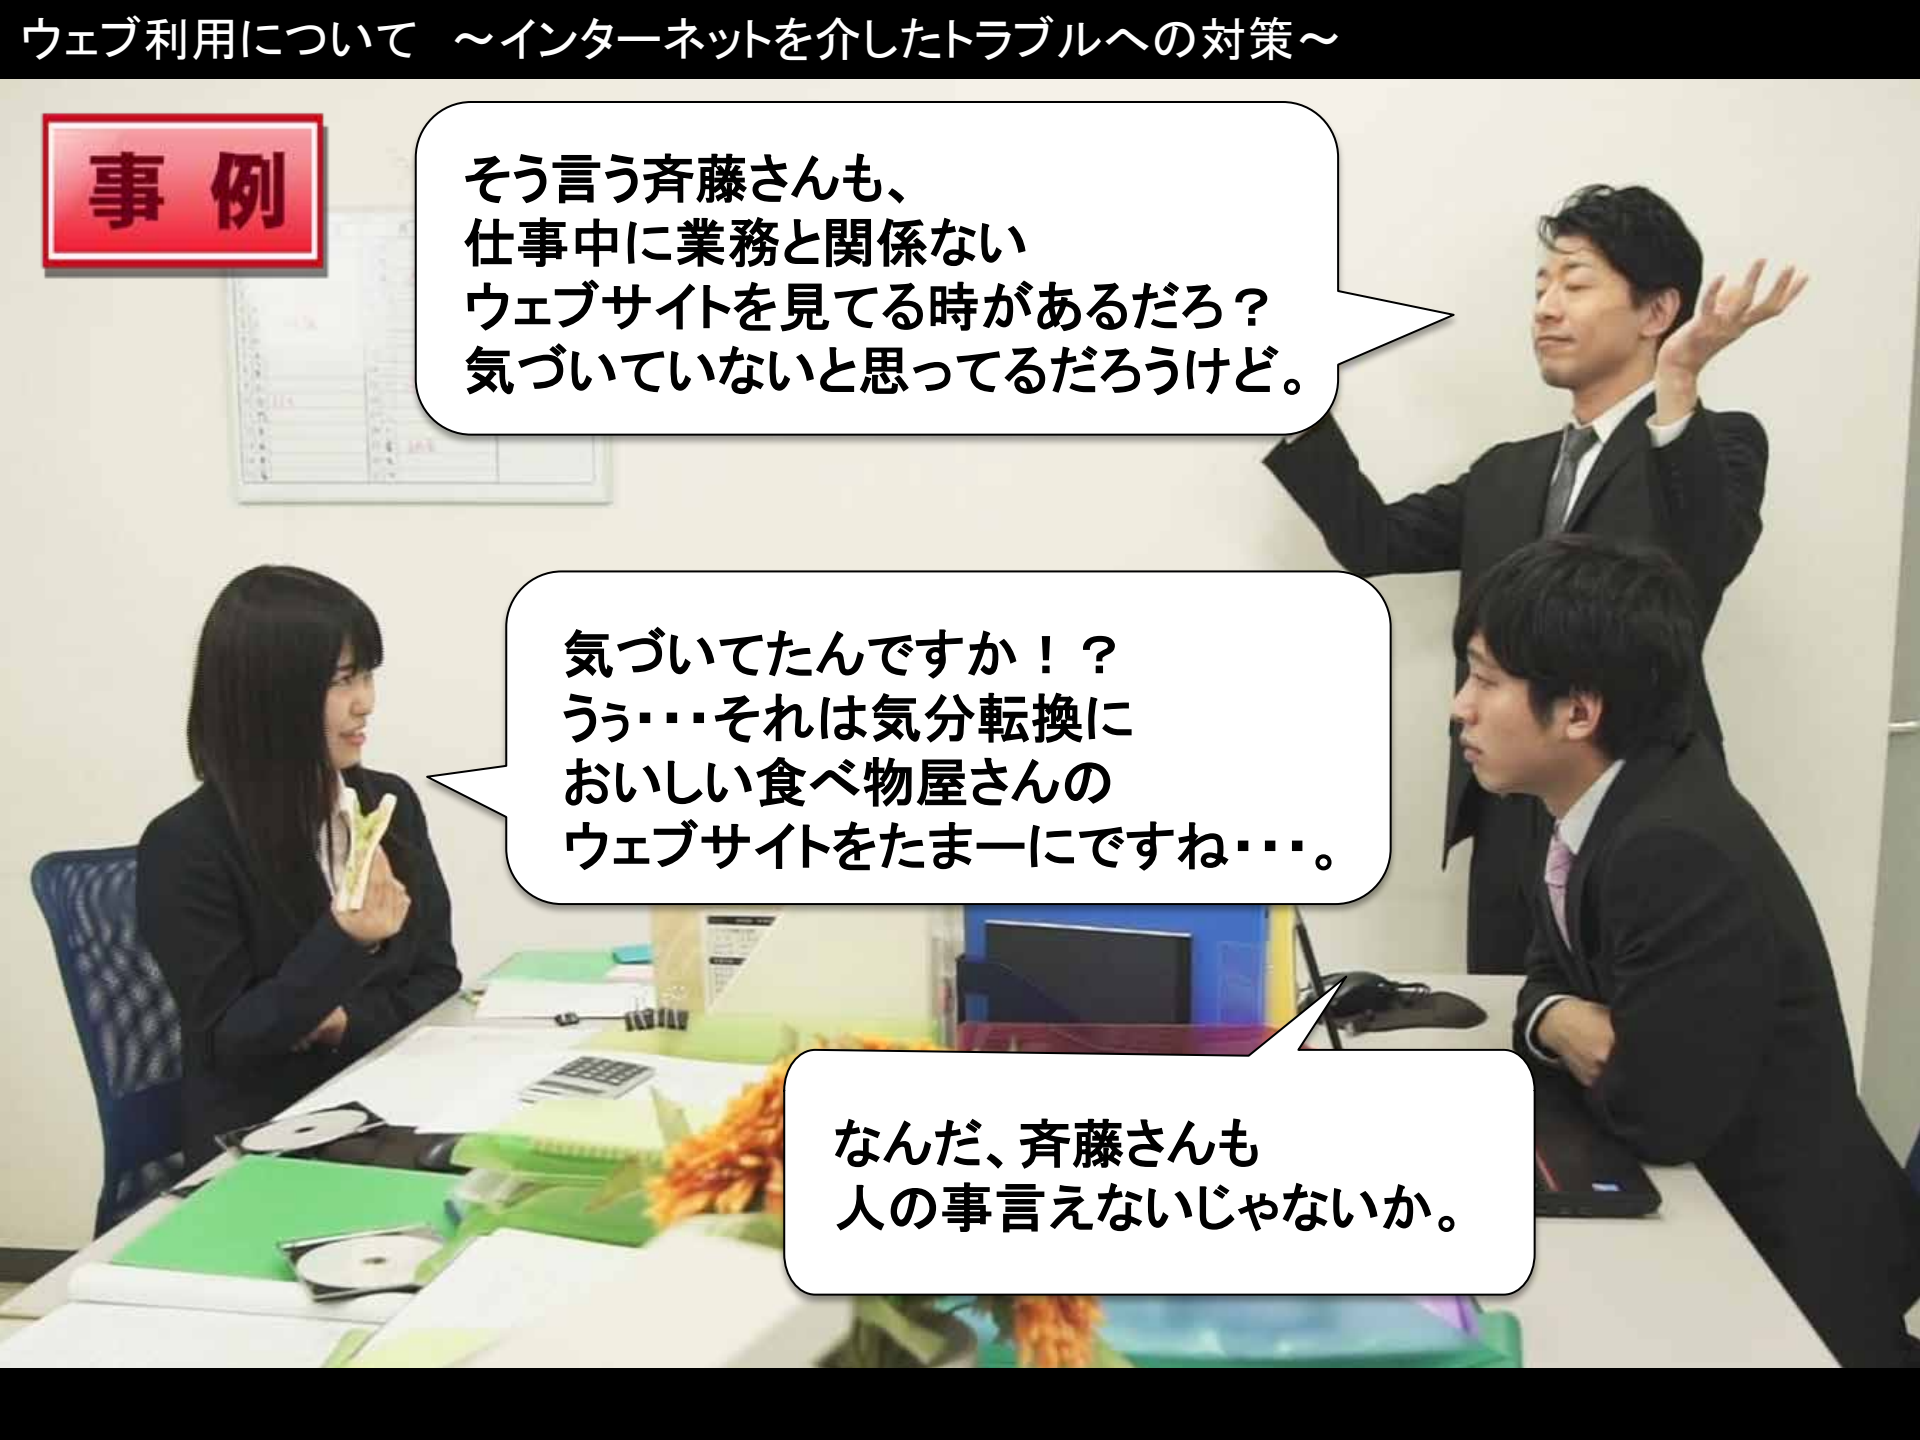 ウェブ利用について　～インターネットを介したトラブルへの対策～
事 例
そう言う斉藤さんも、
仕事中に業務と関係ない
ウェブサイトを見てる時があるだろ？
気づいていないと思ってるだろうけど。
気づいてたんですか！？
うぅ・・・それは気分転換に
おいしい食べ物屋さんの
ウェブサイトをたまーにですね・・・。
なんだ、斉藤さんも
人の事言えないじゃないか。